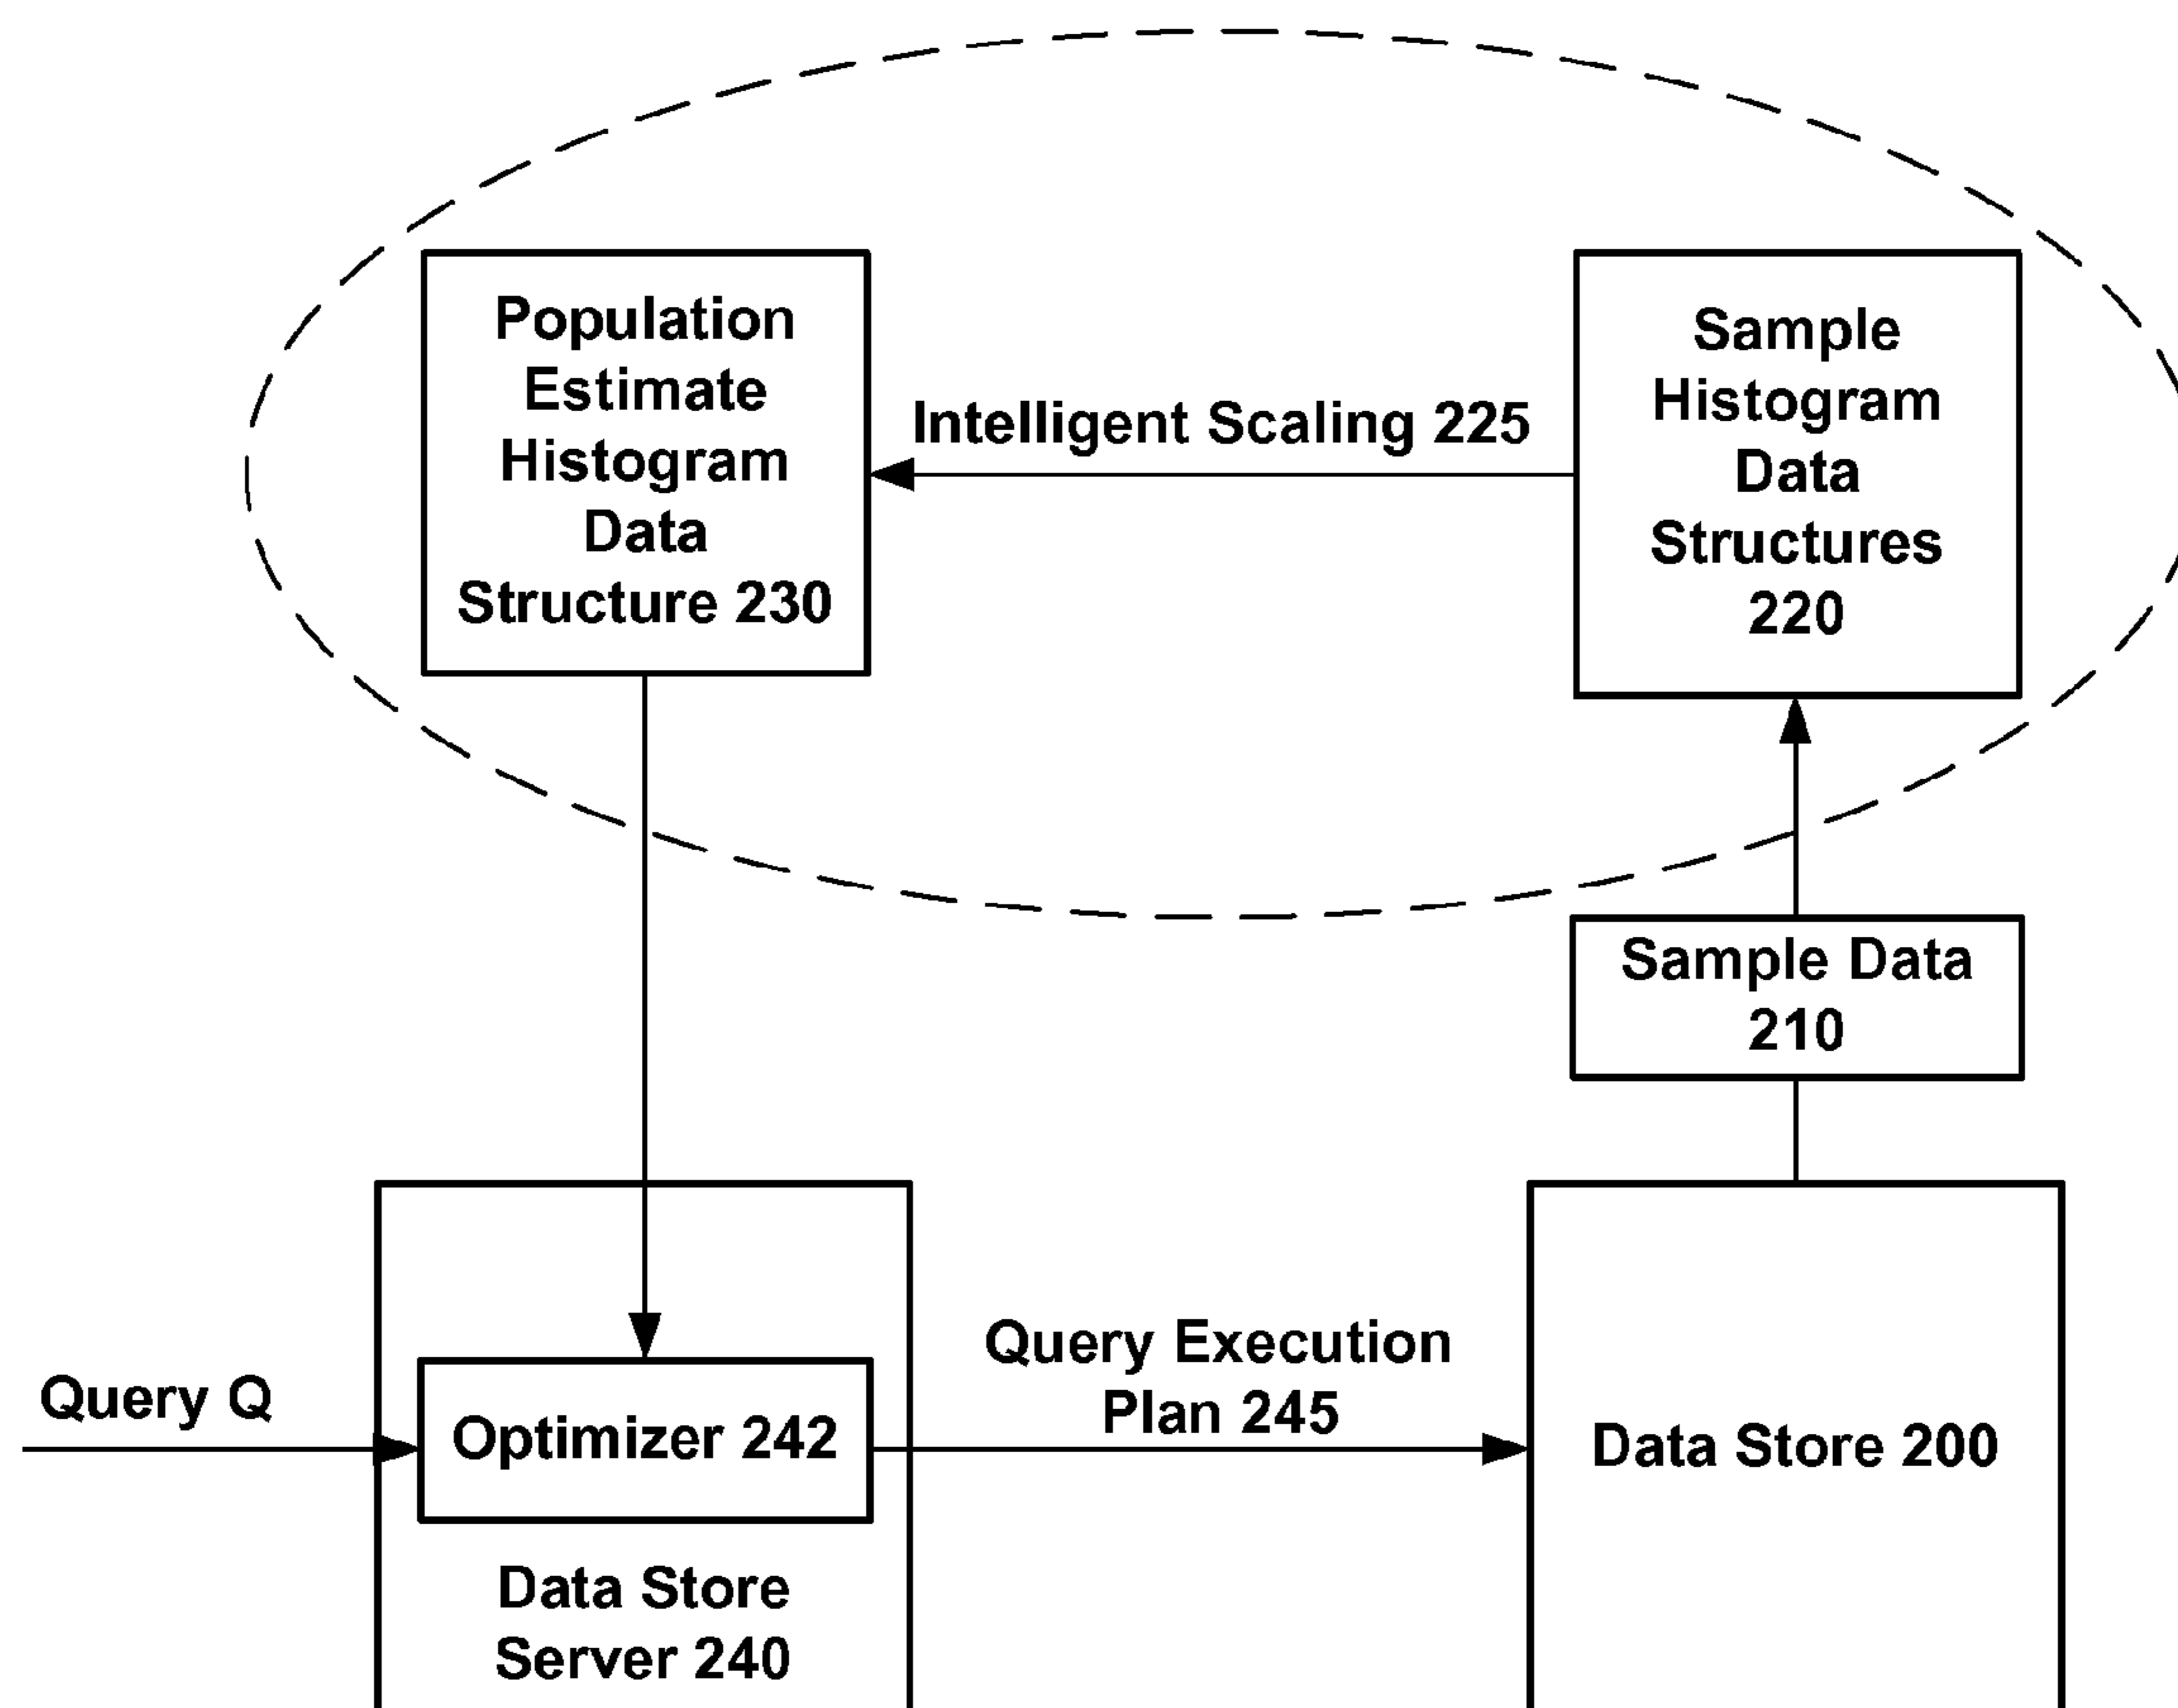 Population
Estimate
Histogram
Data
Structure 230
Intelligent Scaling 225
Sample
Histogram
Data
Structures
220
Sample Data
210
Query Q
Optimizer 242
Data Store
Server 240
Query Execution
Plan 245
Data Store 200